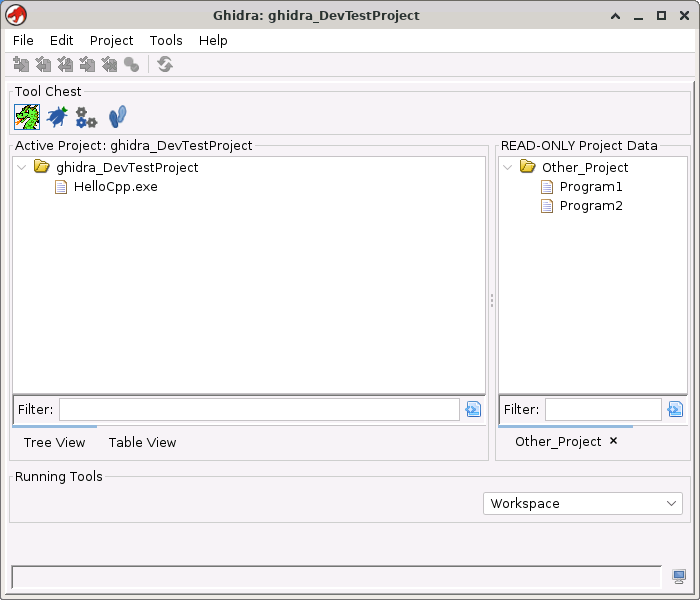 Ghidra: ghidra_DevTestProject
File Edit Project Tools Help
Tool Chest
Active Project: ghidra_DevTestProject
ghidra_DevTestProject
HelloCpp.exe
Filter:
Tree View Table View
READ-ONLY Project Data
Other_Project
Program1
Program2
Filter:
Other_Project
Running Tools
Workspace